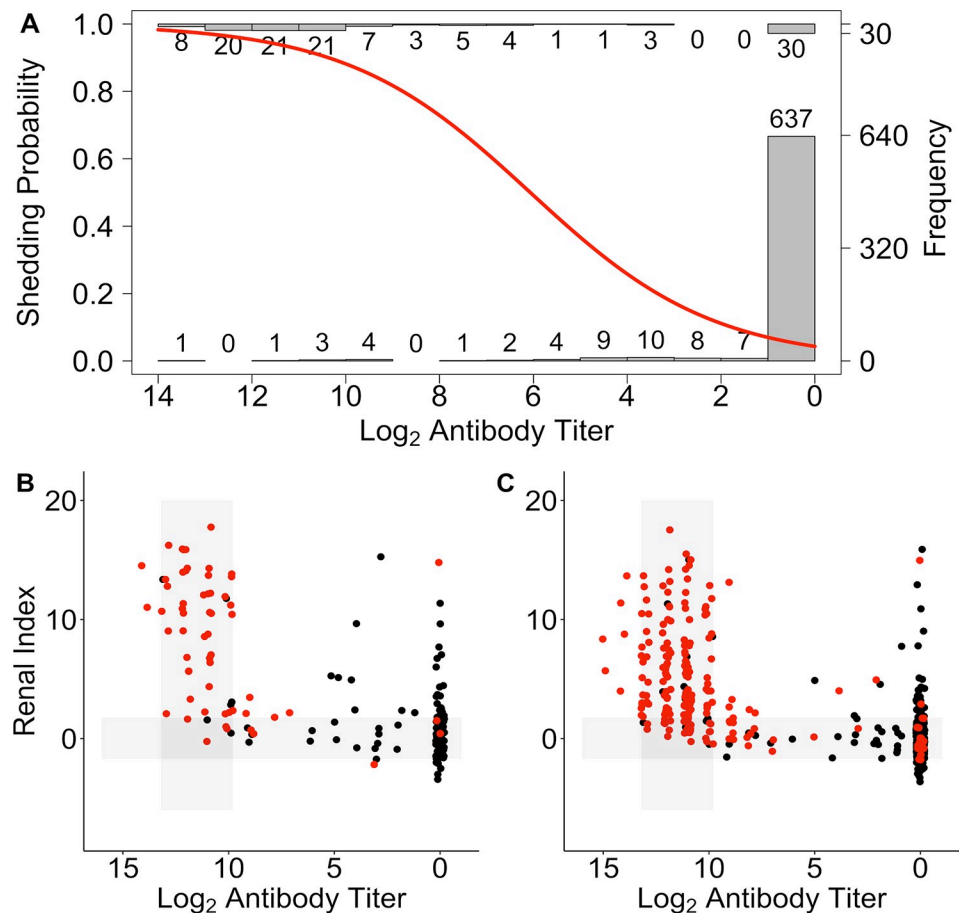 A
1.0
0.8
0.6
0.4
0.2
0.0
Shedding Probability
8 20 21 21 7 3 5 4 1 1 3 0 0 30
637
1 0 1 3 4 0 1 2 4 9 10 8 7
30
640
320
0
Frequency
14 12 10 8 6 4 2 0
Log2 Antibody Titer
B
20
10
0
Renal Index
15 10 5 0
Log2 Antibody Titer
C
20
10
0
15 10 5 0
Log2 Antibody Titer